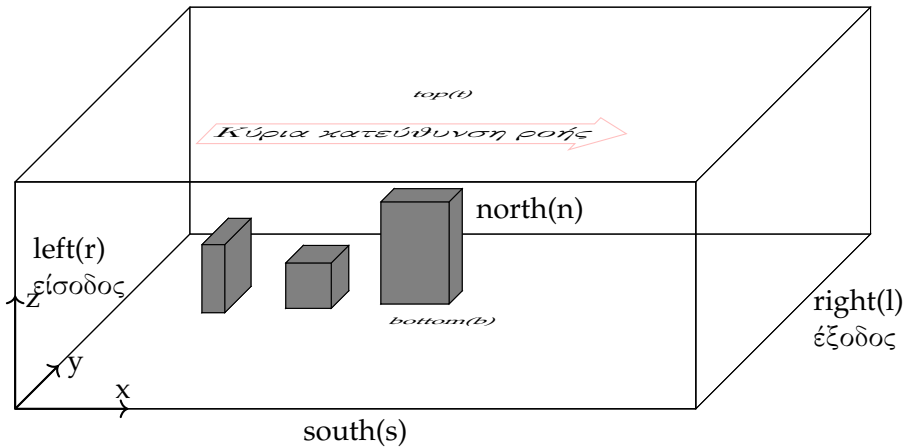 top(t)
Κύρια κατεύθυνση ροής
north(n)
left(r)
είσοδος
z
right(l)
έξοδος
bottom(b)
y
x
south(s)